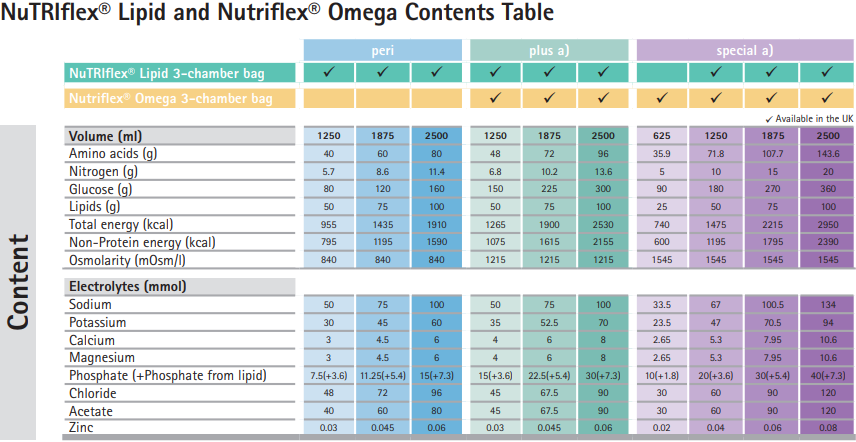 NuTRIflex® Lipid and Nutriflex® Omega Contents Table
peri plus a) special a)
NuTRIflex® Lipid 3-chamber bag ✓ ✓ ✓ ✓ ✓ ✓ ✓ ✓ ✓
Nutriflex® Omega 3-chamber bag ✓ ✓ ✓ ✓ ✓ ✓ ✓
✓ Available in the UK
Content
Volume (ml) 1250 1875 2500 1250 1875 2500 625 1250 1875 2500
Amino acids (g) 40 60 80 48 72 96 35.9 71.8 107.7 143.6
Nitrogen (g) 5.7 8.6 11.4 6.8 10.2 13.6 5 10 15 20
Glucose (g) 80 120 160 150 225 300 90 180 270 360
Lipids (g) 50 75 100 50 75 100 25 50 75 100
Total energy (kcal) 955 1435 1910 1265 1900 2530 740 1475 2215 2950
Non-Protein energy (kcal) 795 1195 1590 1075 1615 2155 600 1195 1795 2390
Osmolarity (mOsm/l) 840 840 840 1215 1215 1215 1545 1545 1545 1545
Electrolytes (mmol)
Sodium 50 75 100 50 75 100 33.5 67 100.5 134
Potassium 30 45 60 35 52.5 70 23.5 47 70.5 94
Calcium 3 4.5 6 4 6 8 2.65 5.3 7.95 10.6
Magnesium 3 4.5 6 4 6 8 2.65 5.3 7.95 10.6
Phosphate (+Phosphate from lipid) 7.5(+3.6) 11.25(+5.4) 15(+7.3) 15(+3.6) 22.5(+5.4) 30(+7.3) 10(+1.8) 20(+3.6) 30(+5.4) 40(+7.3)
Chloride 48 72 96 45 67.5 90 30 60 90 120
Acetate 40 60 80 45 67.5 90 30 60 90 120
Zinc 0.03 0.045 0.06 0.03 0.045 0.06 0.02 0.04 0.06 0.08